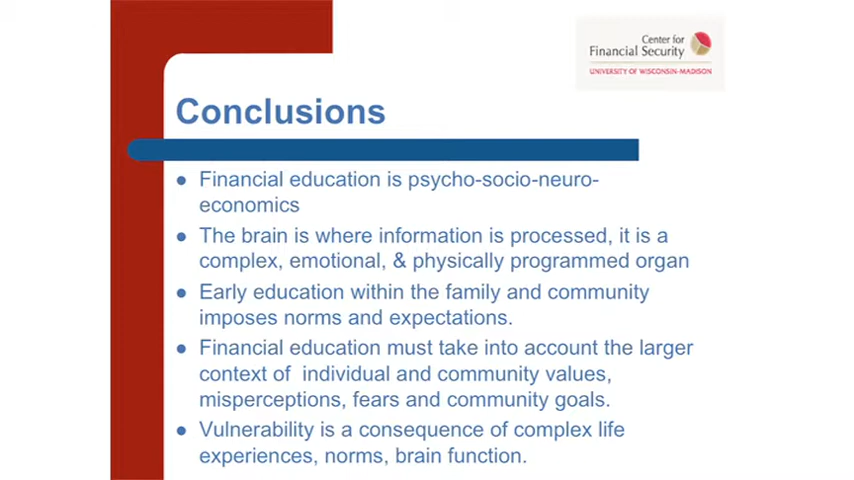 Center for
Financial Security
UNIVERSITY OF WISCONSIN-MADISON
Conclusions
● Financial education is psycho-socio-neuro-
economics
● The brain is where information is processed, it is a
complex, emotional, & physically programmed organ
● Early education within the family and community
imposes norms and expectations.
● Financial education must take into account the larger
context of  individual and community values,
misperceptions, fears and community goals.
● Vulnerability is a consequence of complex life
experiences, norms, brain function.